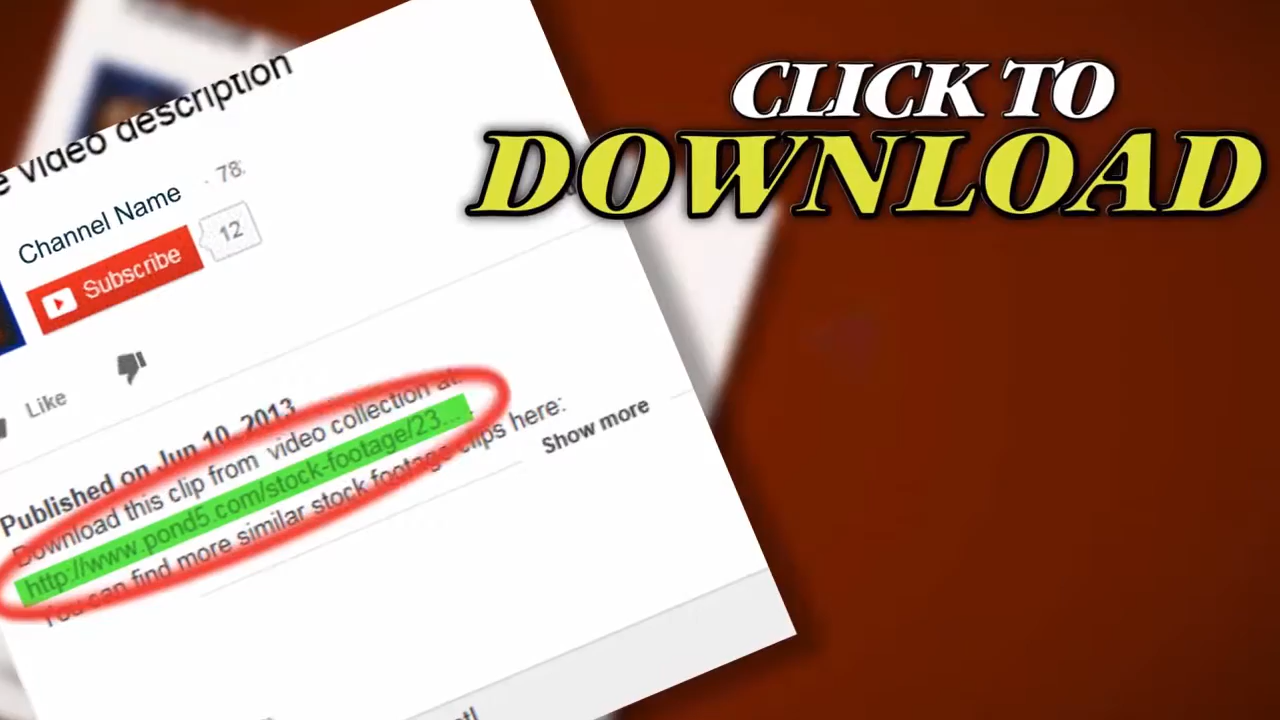 CLICK TO
DOWNLOAD
video description
Channel Name
Subscribe
12
Like
Published on Jun 10, 2013
Download this clip from video collection at
http://www.pond5.com/stock-footage/23...
You can find more similar stock footage clips here:
Show more